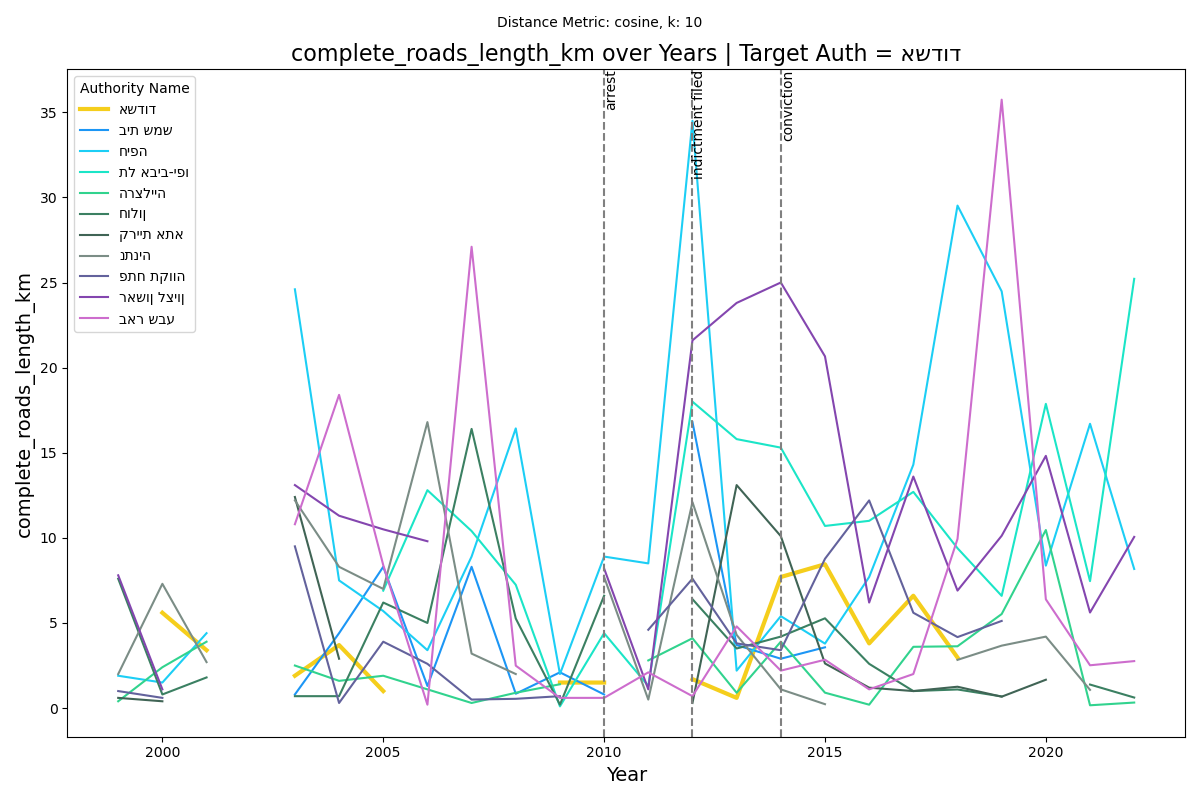 Distance Metric: cosine, k: 10
complete_roads_length_km over Years | Target Auth = אשדוד
complete_roads_length_km
35
30
25
20
15
10
5
0
Authority Name
אשדוד
בית שמש
חיפה
תל אביב-יפו
הרצלייה
חולון
קריית אתא
נתניה
פתח תקווה
ראשון לציון
באר שבע
arrest
indictment filed
conviction
2000
2005
2010
2015
2020
Year